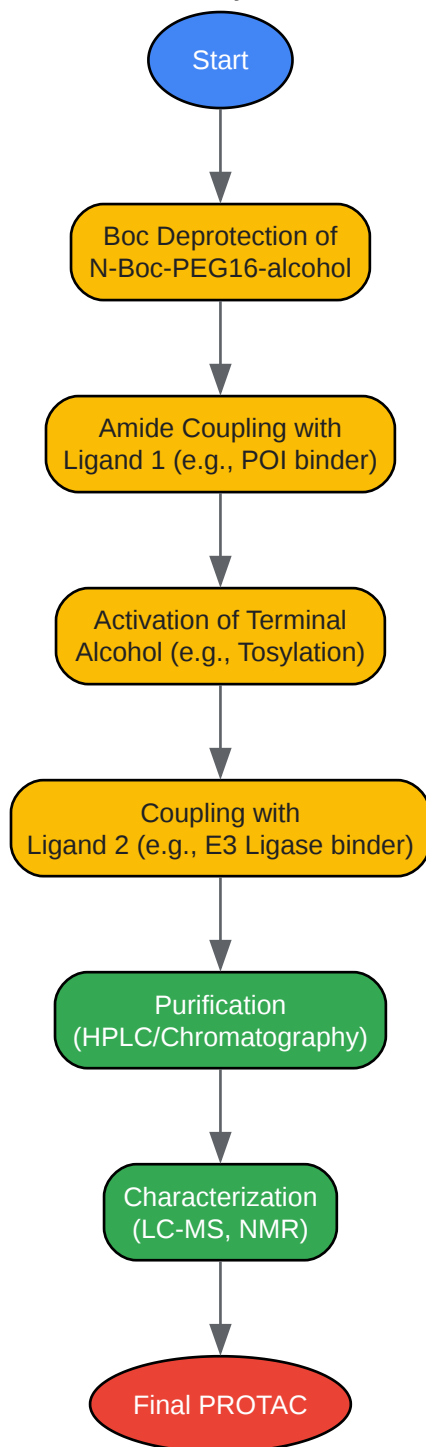 Start
Boc Deprotection of
N-Boc-PEG16-alcohol
Amide Coupling with
Ligand 1 (e.g., POI binder)
Activation of Terminal
Alcohol (e.g., Tosylation)
Coupling with
Ligand 2 (e.g., E3 Ligase binder)
Purification
(HPLC/Chromatography)
Characterization
(LC-MS, NMR)
Final PROTAC